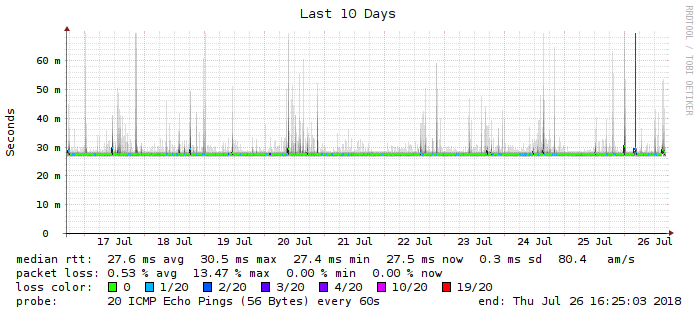 Last 10 Days
RRDTOOL / TOBI OETIKER
Seconds
60 m
50 m
40 m
30 m
20 m
10 m
0
17 Jul 18 Jul 19 Jul 20 Jul 21 Jul 22 Jul 23 Jul 24 Jul 25 Jul 26 Jul
median rtt: 27.6 ms avg 30.5 ms max 27.4 ms min 27.5 ms now 0.3 ms sd 80.4 am/s
packet loss: 0.53 % avg 13.47 % max 0.00 % min 0.00 % now
loss color: 0 1/20 2/20 3/20 4/20 10/20 19/20
probe: 20 ICMP Echo Pings (56 Bytes) every 60s end: Thu Jul 26 16:25:03 2018